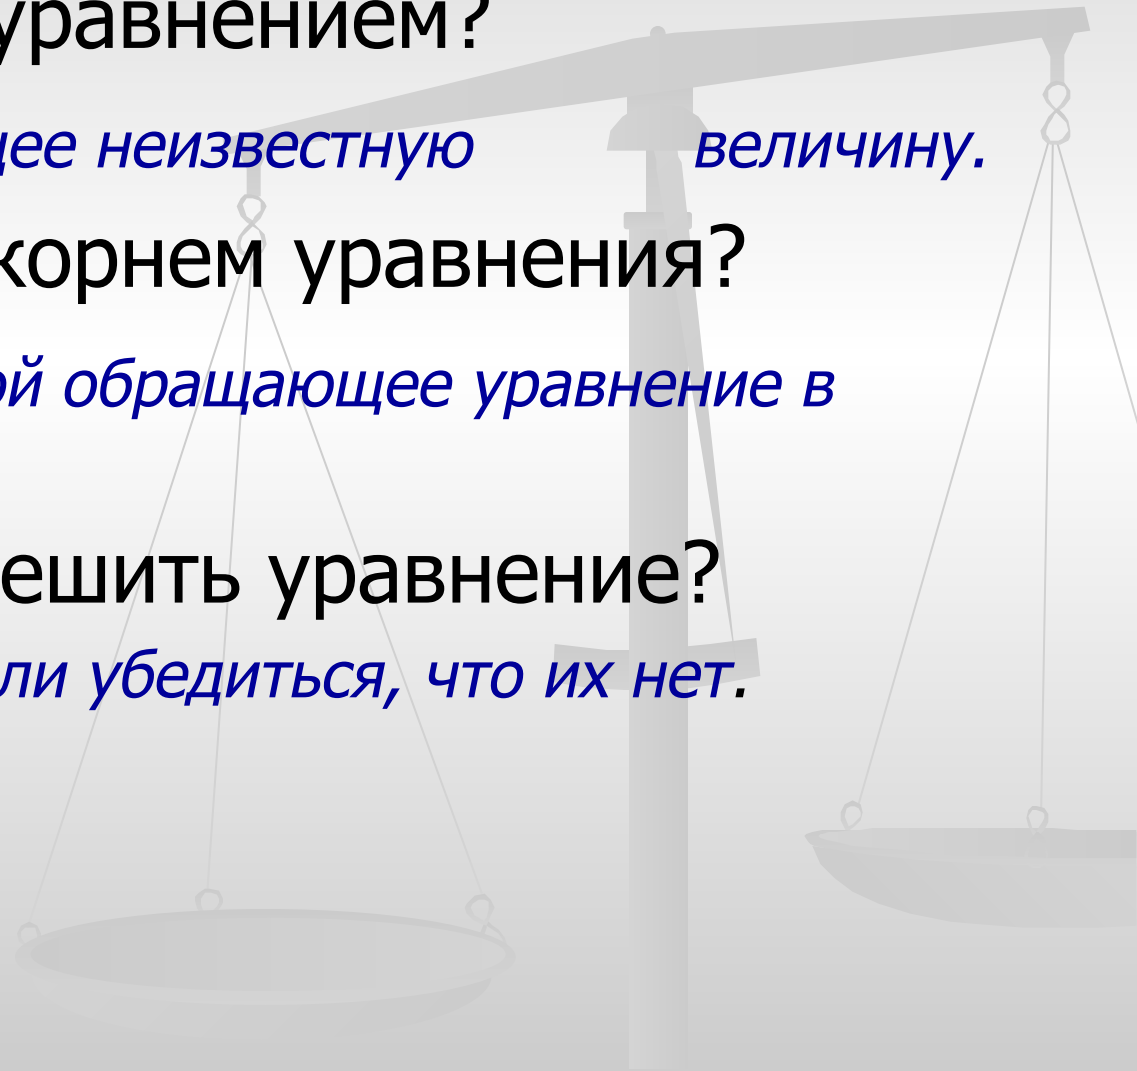 уравнением?
щее неизвестную величину.
корнем уравнения?
ой обращающее уравнение в
ешить уравнение?
ли убедиться, что их нет.